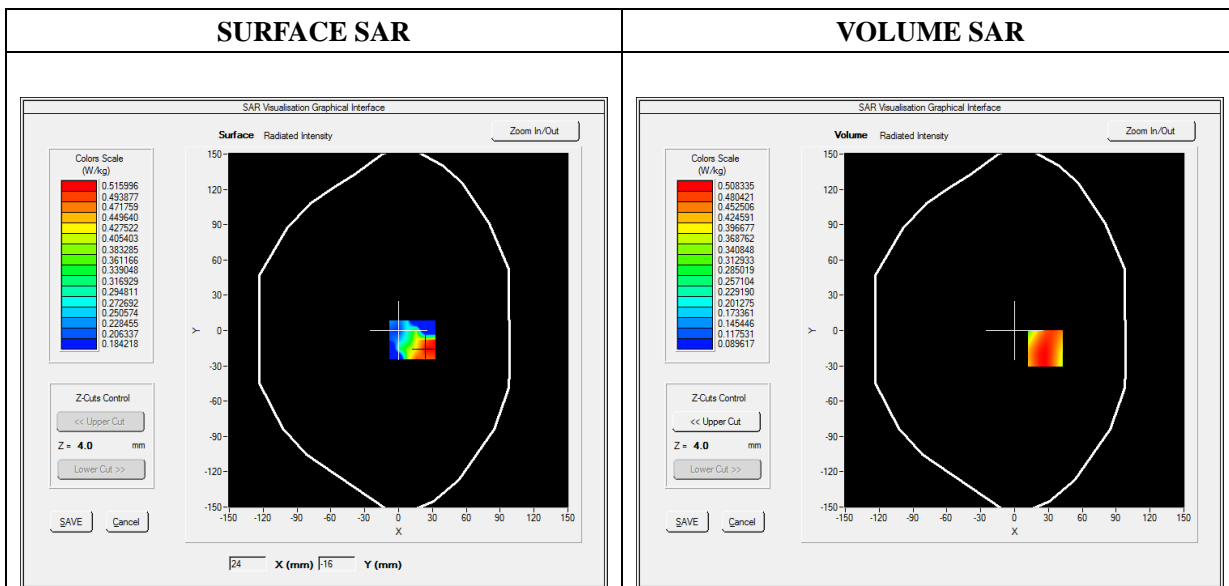 SURFACE SAR
VOLUME SAR
SAR Visualisation Graphical Interface
Surface Radiated Intensity
Zoom In/Out
Colors Scale
(W/kg)
0.515996
0.493877
0.471759
0.449640
0.427522
0.405403
0.383285
0.361166
0.339048
0.316929
0.294811
0.272692
0.250574
0.228455
0.206337
0.184218
Z-Cuts Control
<< Upper Cut
Z = 4.0 mm
Lower Cut >>
SAVE Cancel
150
120
90
60
30
0
-30
-60
-90
-120
-150
Y
-150 -120 -90 -60 -30 0 30 60 90 120 150
X
24 X (mm) -16 Y (mm)
SAR Visualisation Graphical Interface
Volume Radiated Intensity
Zoom In/Out
Colors Scale
(W/kg)
0.508335
0.480421
0.452506
0.424591
0.396677
0.368762
0.340848
0.312933
0.285019
0.257104
0.229190
0.201275
0.173361
0.145446
0.117531
0.089617
Z-Cuts Control
<< Upper Cut
Z = 4.0 mm
Lower Cut >>
SAVE Cancel
150
120
90
60
30
0
-30
-60
-90
-120
-150
Y
-150 -120 -90 -60 -30 0 30 60 90 120 150
X